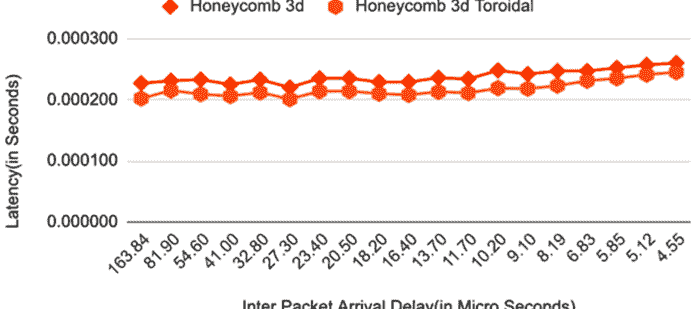 Honeycomb 3d Honeycomb 3d Toroidal
0.000300
0.000200
0.000100
0.000000
Latency(in Seconds)
163.84 81.90 54.60 41.00 32.80 27.30 23.40 20.50 18.20 16.40 13.70 11.70 10.20 9.10 8.19 6.83 5.85 5.12 4.55
Inter Packet Arrival Delay(in Micro Seconds)